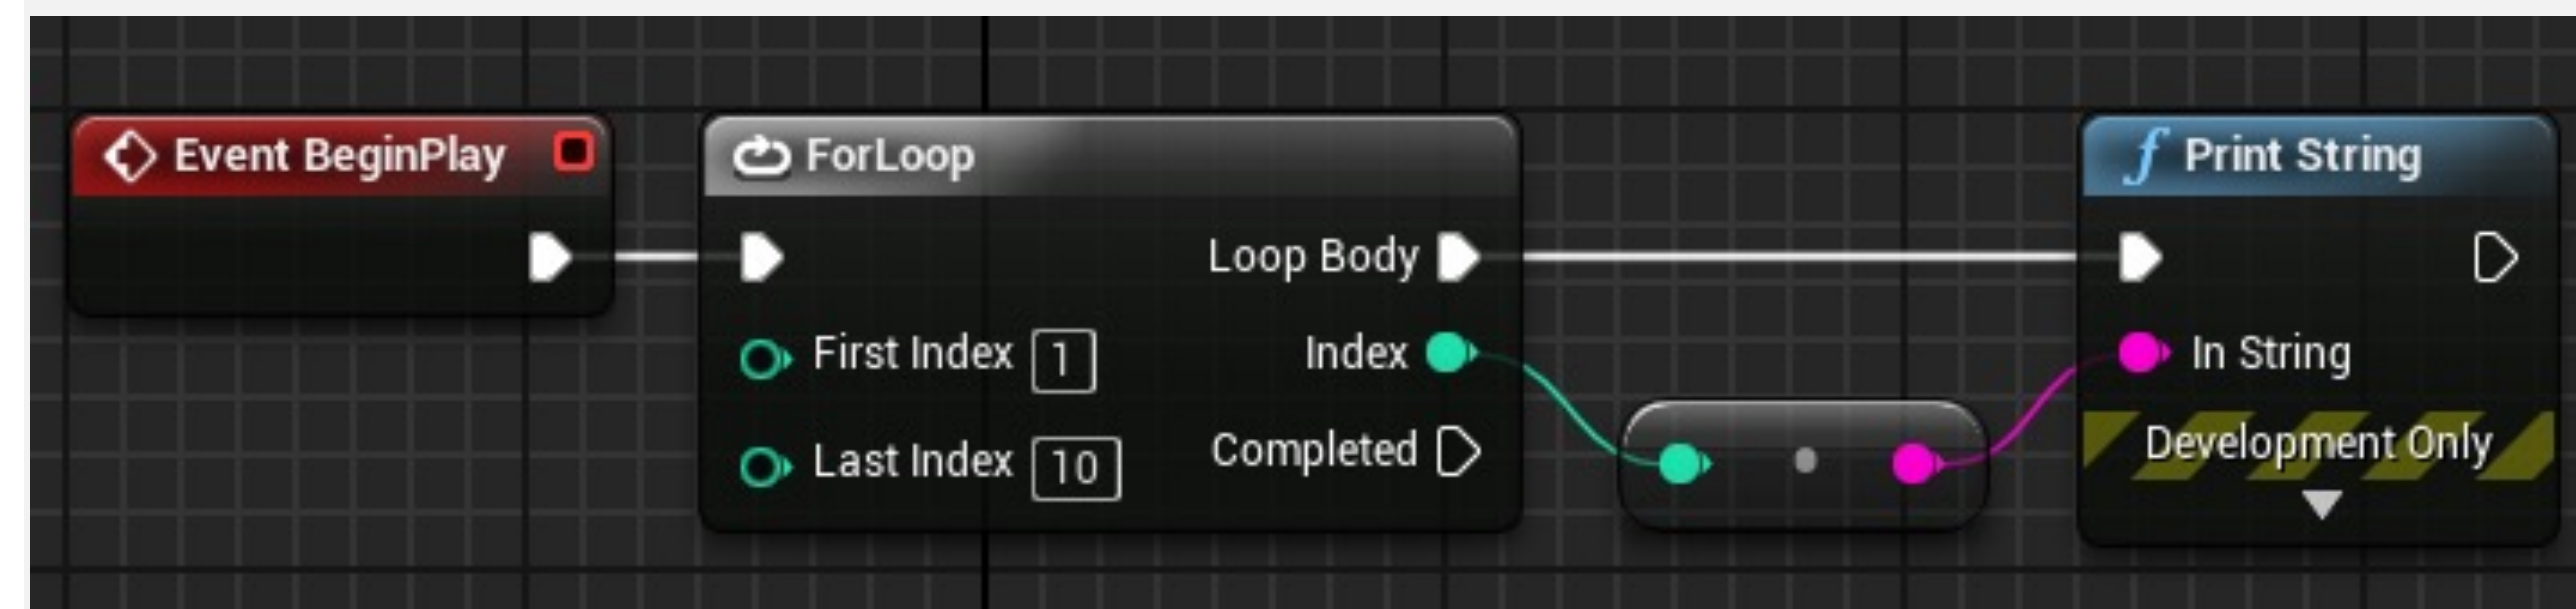 Event BeginPlay
ForLoop
First Index 1
Last Index 10
Loop Body
Index
Completed
f Print String
In String
Development Only